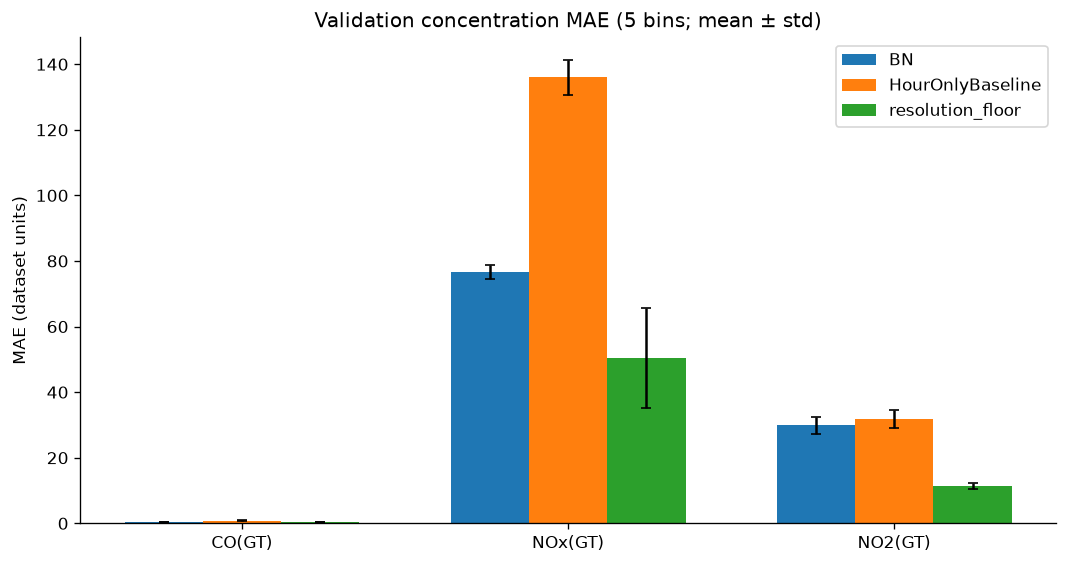 Validation concentration MAE (5 bins; mean ± std)
BN
HourOnlyBaseline
resolution_floor
MAE (dataset units)
140
120
100
80
60
40
20
0
CO(GT)
NOx(GT)
NO2(GT)